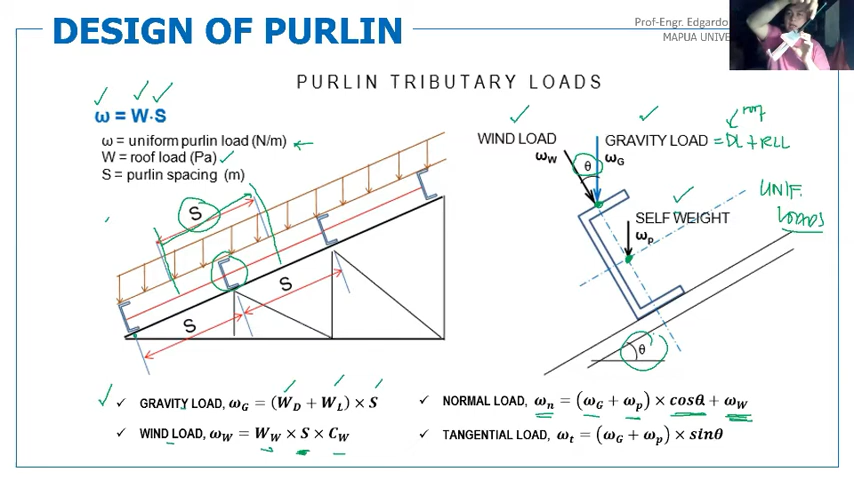 DESIGN OF PURLIN
Prof-Engr. Edgardo
MAPUA
PURLIN TRIBUTARY LOADS
ω = W·S
ω = uniform purlin load (N/m)
W = roof load (Pa)
S = purlin spacing (m)
S
S
S
WIND LOAD
ωW
θ
GRAVITY LOAD = DL + RLL
roof
ωG
SELF WEIGHT
ωp
UNIF.
LOADS
θ
✓ GRAVITY LOAD, ωG = (WD + WL) × S
✓ WIND LOAD, ωW = WW × S × CW
✓ NORMAL LOAD, ωn = (ωG + ωp) × cosθ + ωW
✓ TANGENTIAL LOAD, ωt = (ωG + ωp) × sinθ